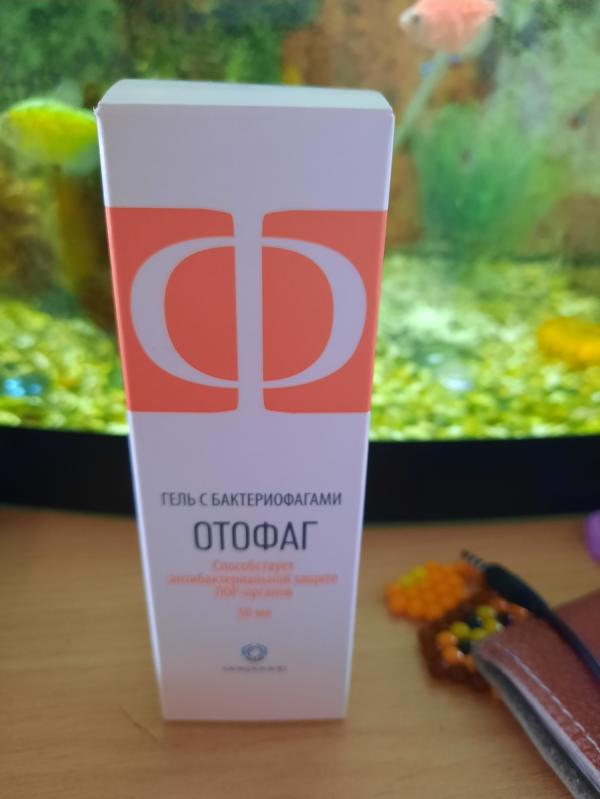 Ф
ГЕЛЬ С БАКТЕРИОФАГАМИ
ОТОФАГ
Способствует
антибактериальной защите
ЛОР-органов
50 мл